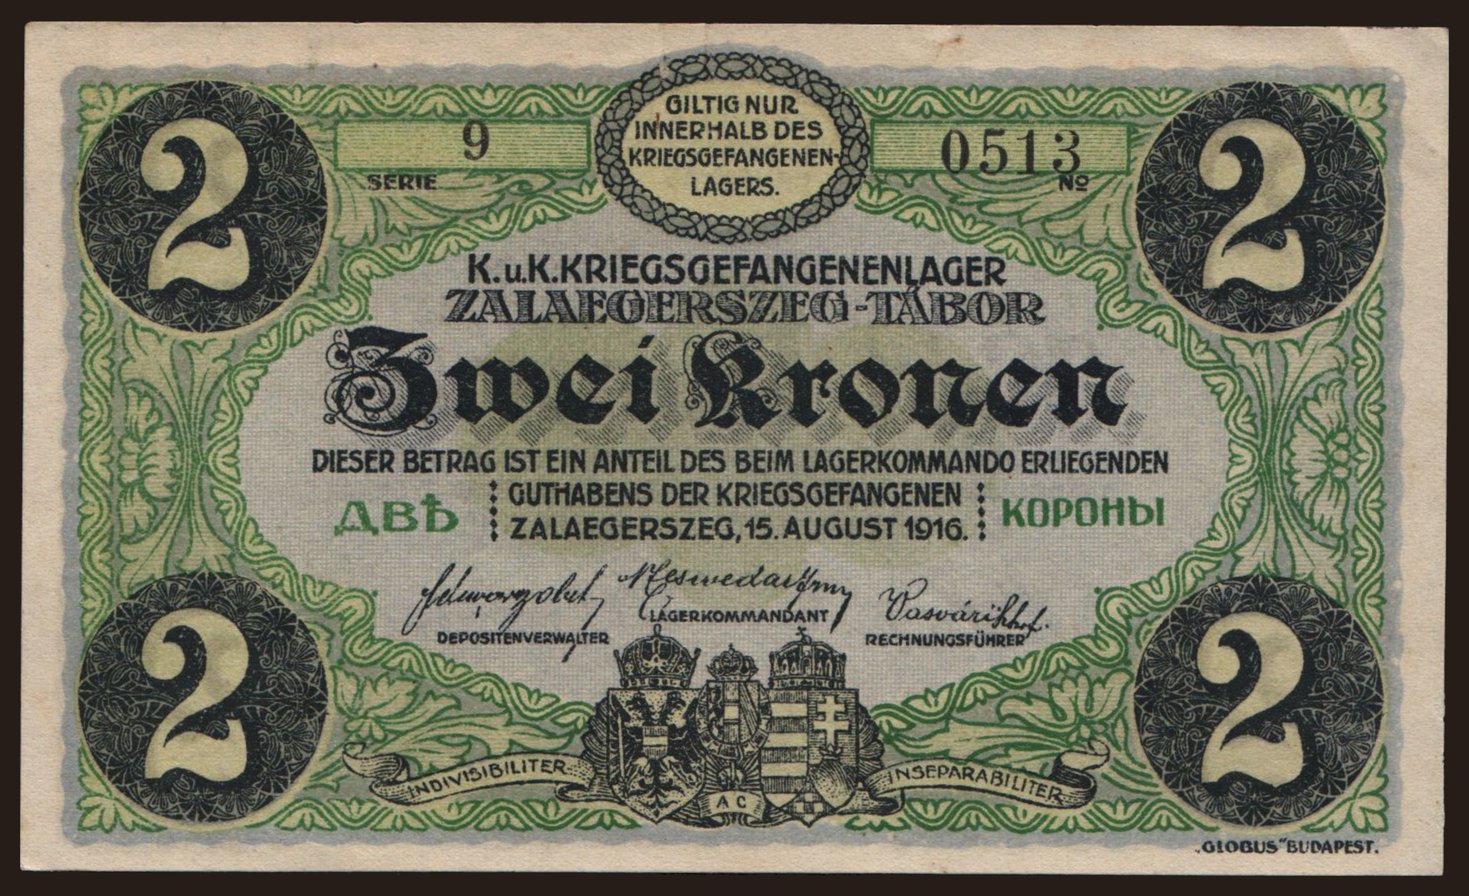 2
2
GILTIG NUR
INNERHALB DES
KRIEGSGEFANGENEN-
LAGERS.
9
SERIE
0513
No
K.u.K.KRIEGSGEFANGENENLAGER
ZALAEGERSZEG-TÁBOR
Zwei Kronen
DIESER BETRAG IST EIN ANTEIL DES BEIM LAGERKOMMANDO ERLIEGENDEN
GUTHABENS DER KRIEGSGEFANGENEN
ДВѢ
КОРОНЫ
ZALAEGERSZEG, 15. AUGUST 1916.
LAGERKOMMANDANT
DEPOSITENVERWALTER
RECHNUNGSFÜHRER
2
2
INDIVISIBILITER
AC
INSEPARABILITER
„GLOBUS" BUDAPEST.